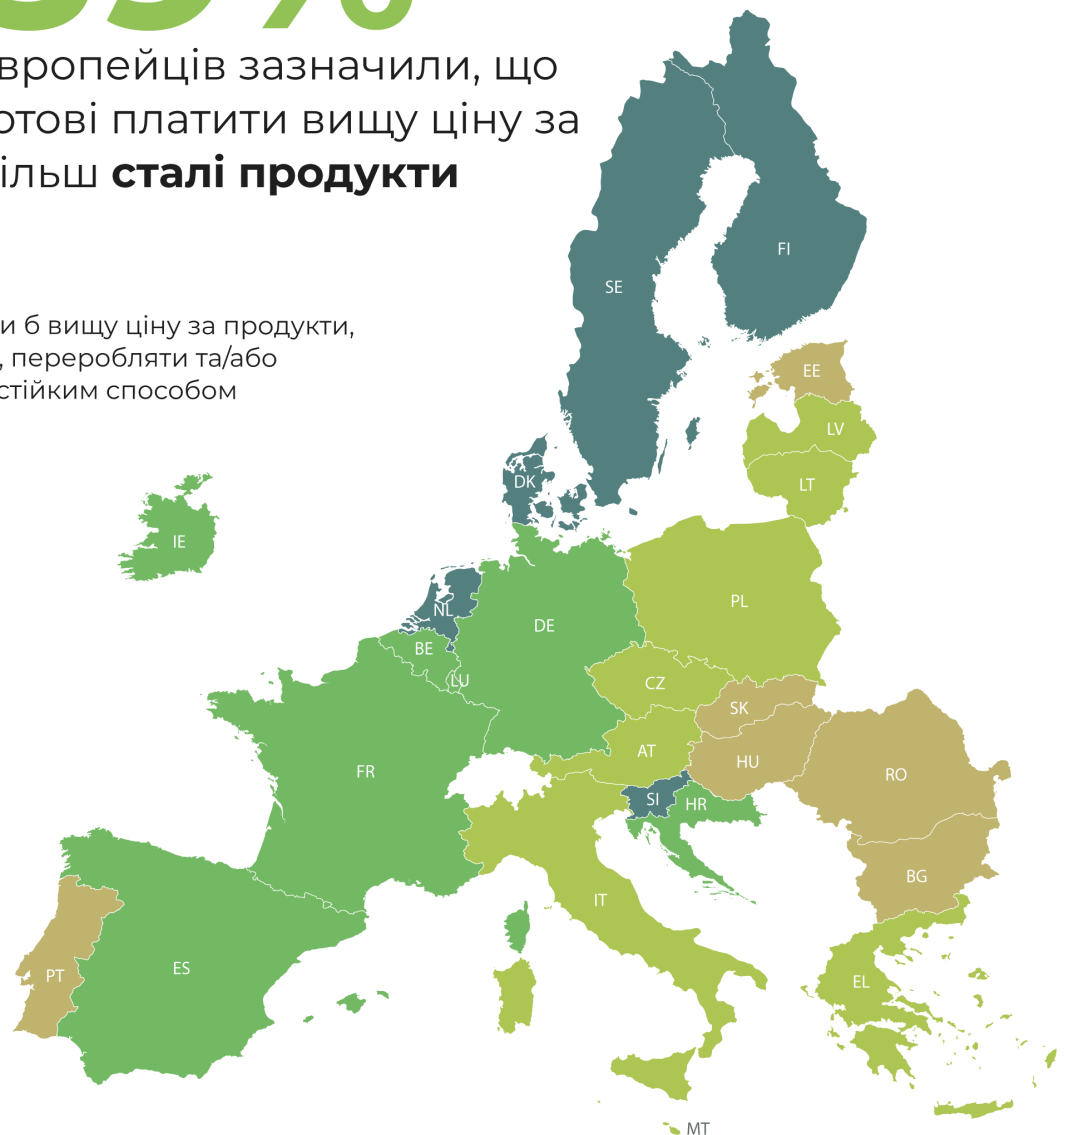 вропейців зазначили, що
отові платити вищу ціну за
ільш сталі продукти
и б вищу ціну за продукти,
, переробляти та/або
стійким способом
FI
SE
EE
LV
DK
LT
IE
PL
NL
DE
BE
LU
CZ
SK
AT
HU
FR
RO
SI
HR
BG
IT
ES
PT
EL
MT